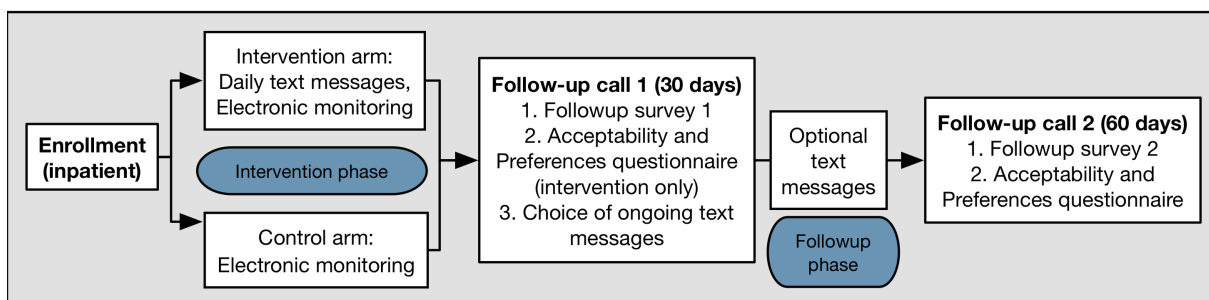 Enrollment
(inpatient)
Intervention arm:
Daily text messages,
Electronic monitoring
Intervention phase
Control arm:
Electronic monitoring
Follow-up call 1 (30 days)
1. Followup survey 1
2. Acceptability and
Preferences questionnaire
(intervention only)
3. Choice of ongoing text
messages
Optional
text
messages
Followup
phase
Follow-up call 2 (60 days)
1. Followup survey 2
2. Acceptability and
Preferences questionnaire